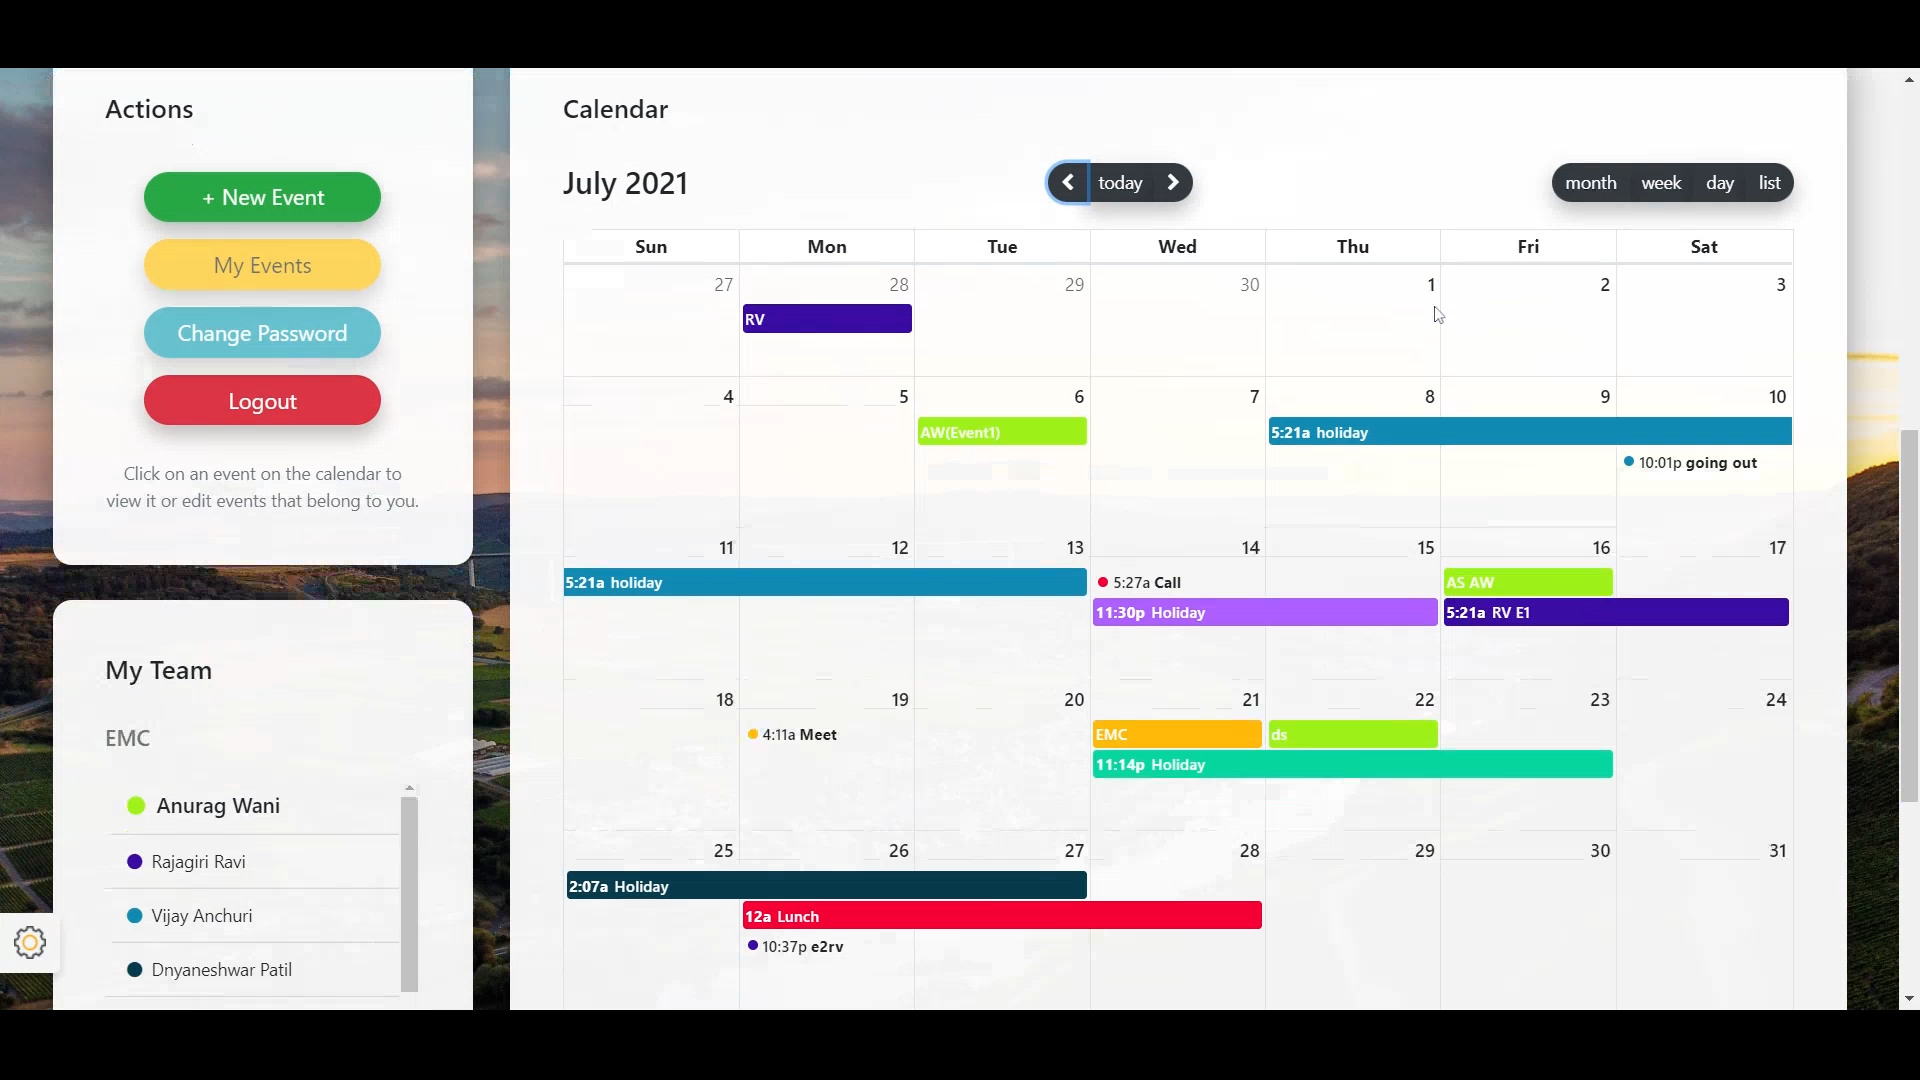 Actions
+ New Event
My Events
Change Password
Logout
Click on an event on the calendar to
view it or edit events that belong to you.
My Team
EMC
Anurag Wani
Rajagiri Ravi
Vijay Anchuri
Dnyaneshwar Patil
Calendar
July 2021
today
month week day list
Sun Mon Tue Wed Thu Fri Sat
27 28 29 30 1 2 3
RV
4 5 6 7 8 9 10
AW(Event1) 5:21a holiday
10:01p going out
11 12 13 14 15 16 17
5:21a holiday 5:27a Call AS AW
11:30p Holiday 5:21a RV E1
18 19 20 21 22 23 24
4:11a Meet EMC ds
11:14p Holiday
25 26 27 28 29 30 31
2:07a Holiday
12a Lunch
10:37p e2rv